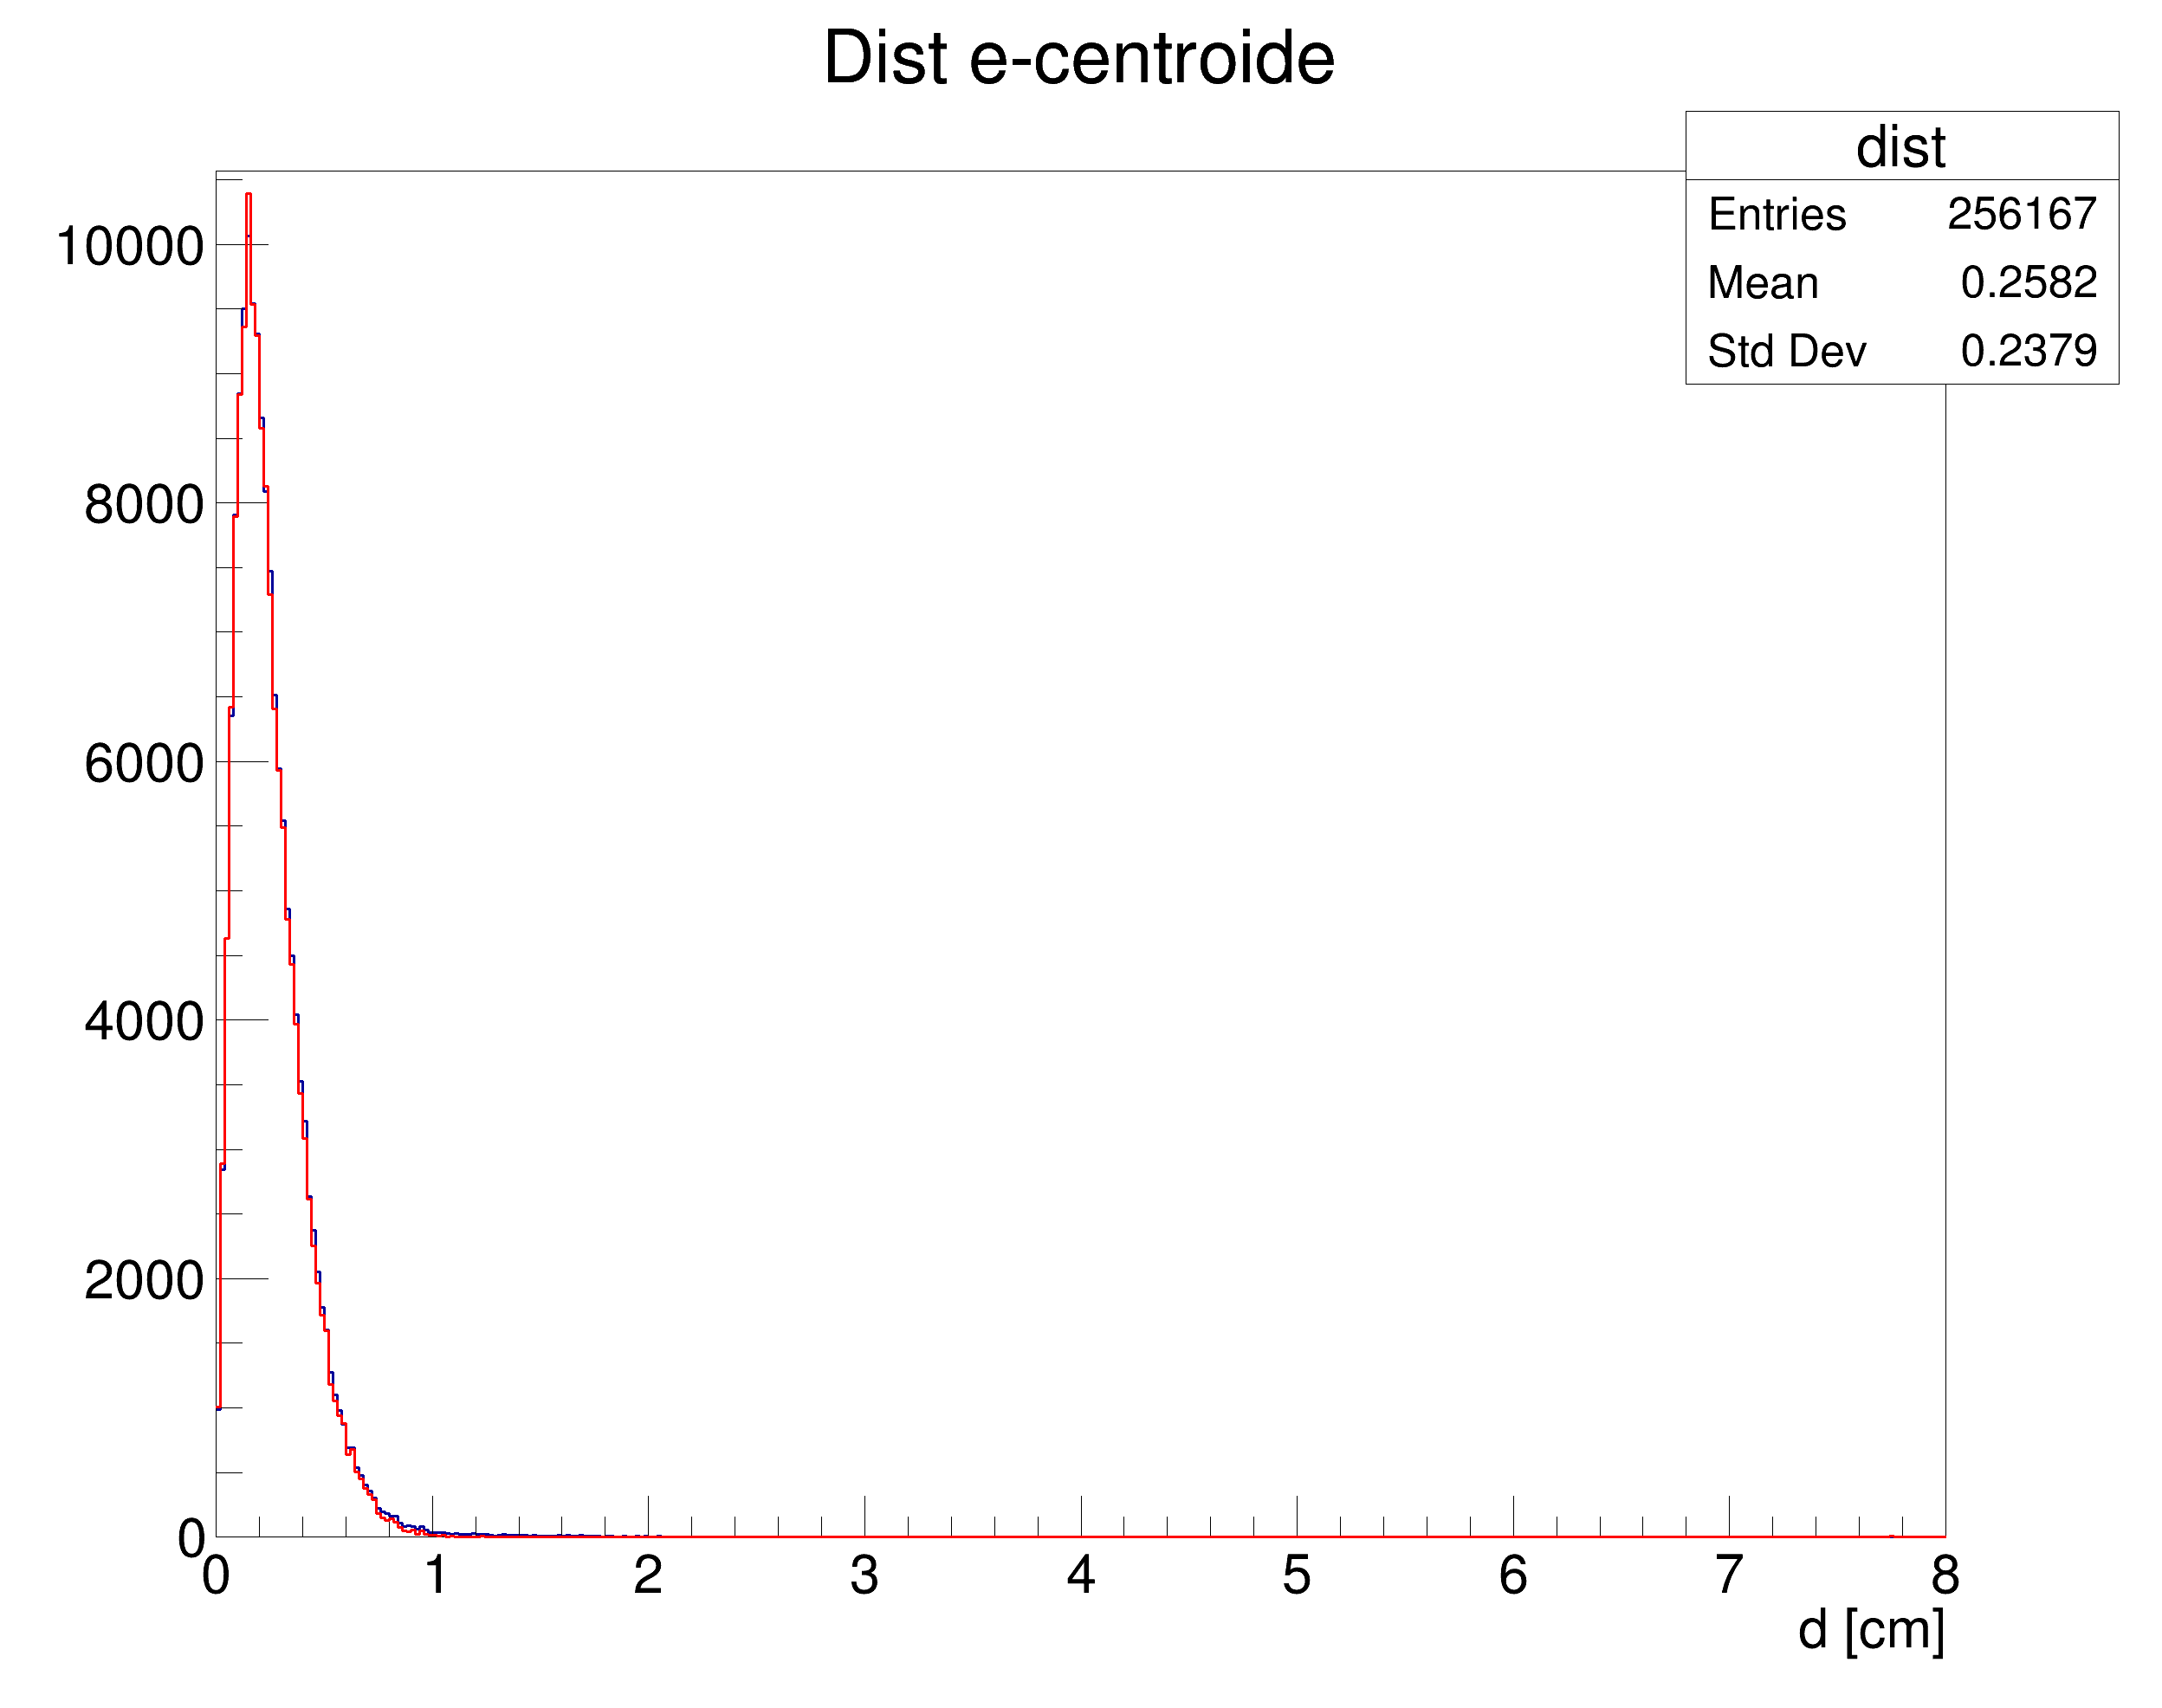 Dist e-centroide
dist
Entries 256167
Mean 0.2582
Std Dev 0.2379
10000
8000
6000
4000
2000
0
0 1 2 3 4 5 6 7 8
d [cm]